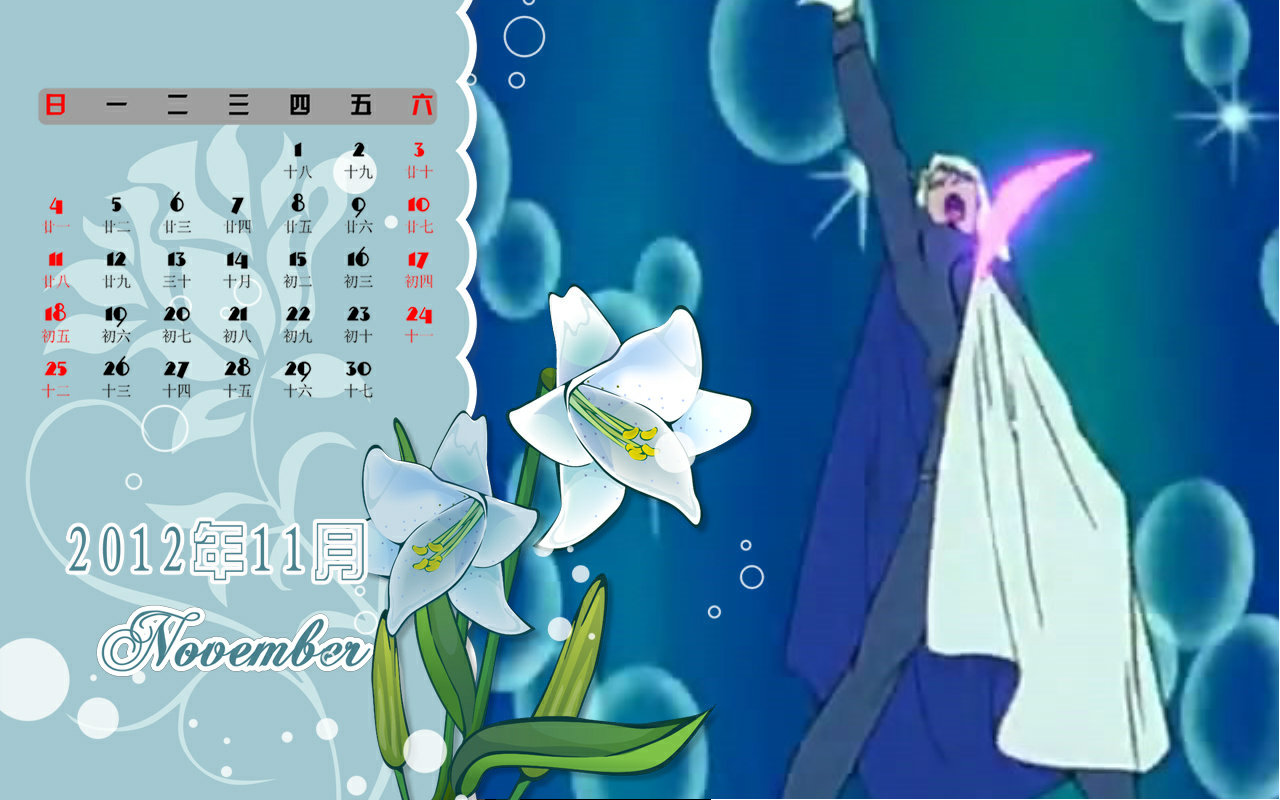 日 一 二 三 四 五 六
1 2 3
十八 十九 廿十
4 5 6 7 8 9 10
廿一 廿二 廿三 廿四 廿五 廿六 廿七
11 12 13 14 15 16 17
廿八 廿九 三十 十月 初二 初三 初四
18 19 20 21 22 23 24
初五 初六 初七 初八 初九 初十 十一
25 26 27 28 29 30
十二 十三 十四 十五 十六 十七
2012年11月
November